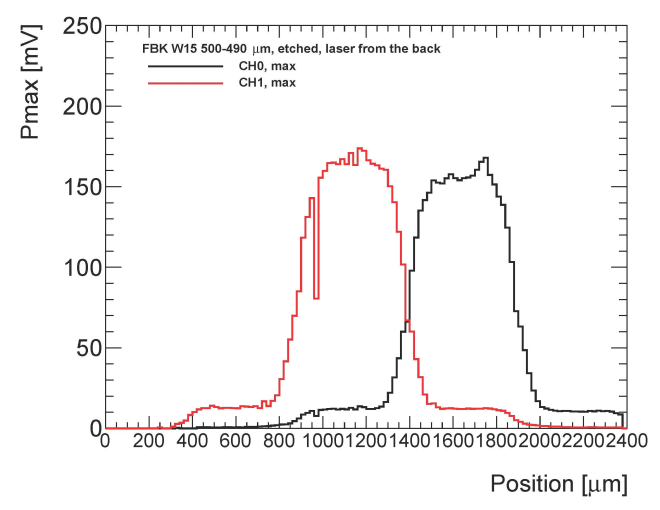 Pmax [mV]
250
200
150
100
50
0
FBK W15 500-490 μm, etched, laser from the back
CH0, max
CH1, max
0 200 400 600 800 1000 1200 1400 1600 1800 2000 2200 2400
Position [μm]